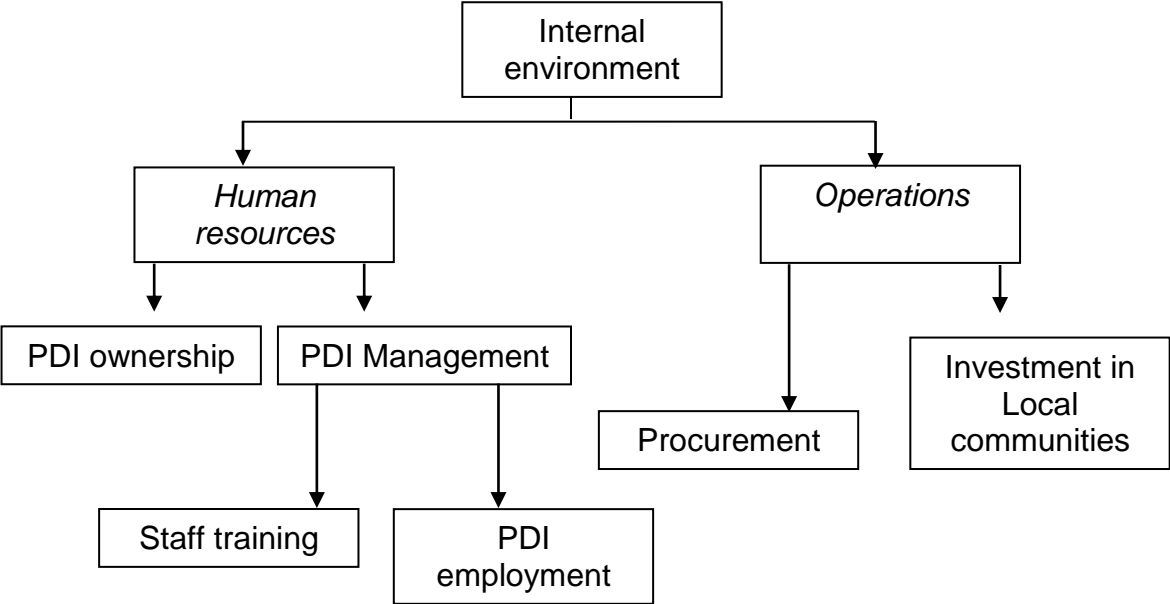 Internal
environment
Human
resources
Operations
PDI ownership
PDI Management
Investment in
Local
communities
Procurement
Staff training
PDI
employment